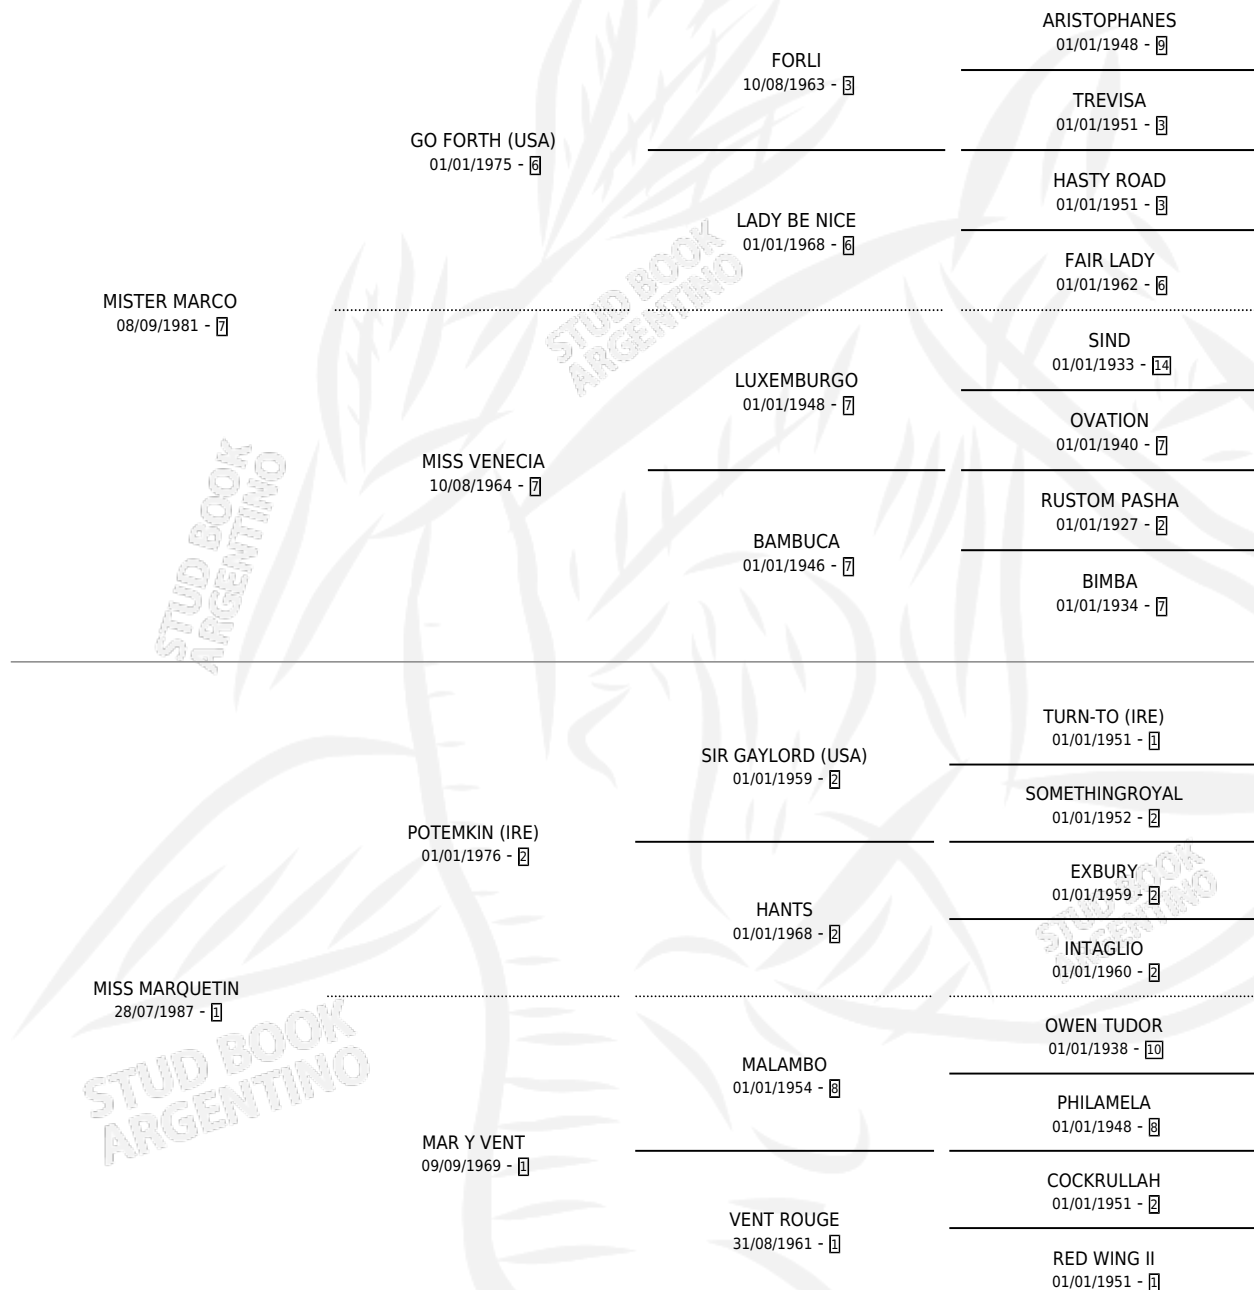 ARISTOPHANES
01/01/1948 - 9
FORLI
10/08/1963 - 3
TREVISA
01/01/1951 - 3
GO FORTH (USA)
01/01/1975 - 6
HASTY ROAD
01/01/1951 - 3
LADY BE NICE
01/01/1968 - 6
FAIR LADY
01/01/1962 - 6
MISTER MARCO
08/09/1981 - 7
STUD BOOK
ARGENTINO
SIND
01/01/1933 - 14
LUXEMBURGO
01/01/1948 - 7
OVATION
01/01/1940 - 7
MISS VENECIA
10/08/1964 - 7
RUSTOM PASHA
01/01/1927 - 2
BAMBUCA
01/01/1946 - 7
BIMBA
01/01/1934 - 7
STUD BOOK
ARGENTINO
TURN-TO (IRE)
01/01/1951 - 1
SIR GAYLORD (USA)
01/01/1959 - 2
SOMETHINGROYAL
01/01/1952 - 2
POTEMKIN (IRE)
01/01/1976 - 2
EXBURY
01/01/1959 - 2
HANTS
01/01/1968 - 2
STUD BOOK
ARGENTINO
INTAGLIO
01/01/1960 - 2
MISS MARQUETIN
28/07/1987 - 1
STUD BOOK
ARGENTINO
OWEN TUDOR
01/01/1938 - 10
MALAMBO
01/01/1954 - 8
PHILAMELA
01/01/1948 - 8
MAR Y VENT
09/09/1969 - 1
COCKRULLAH
01/01/1951 - 2
VENT ROUGE
31/08/1961 - 1
RED WING II
01/01/1951 - 1